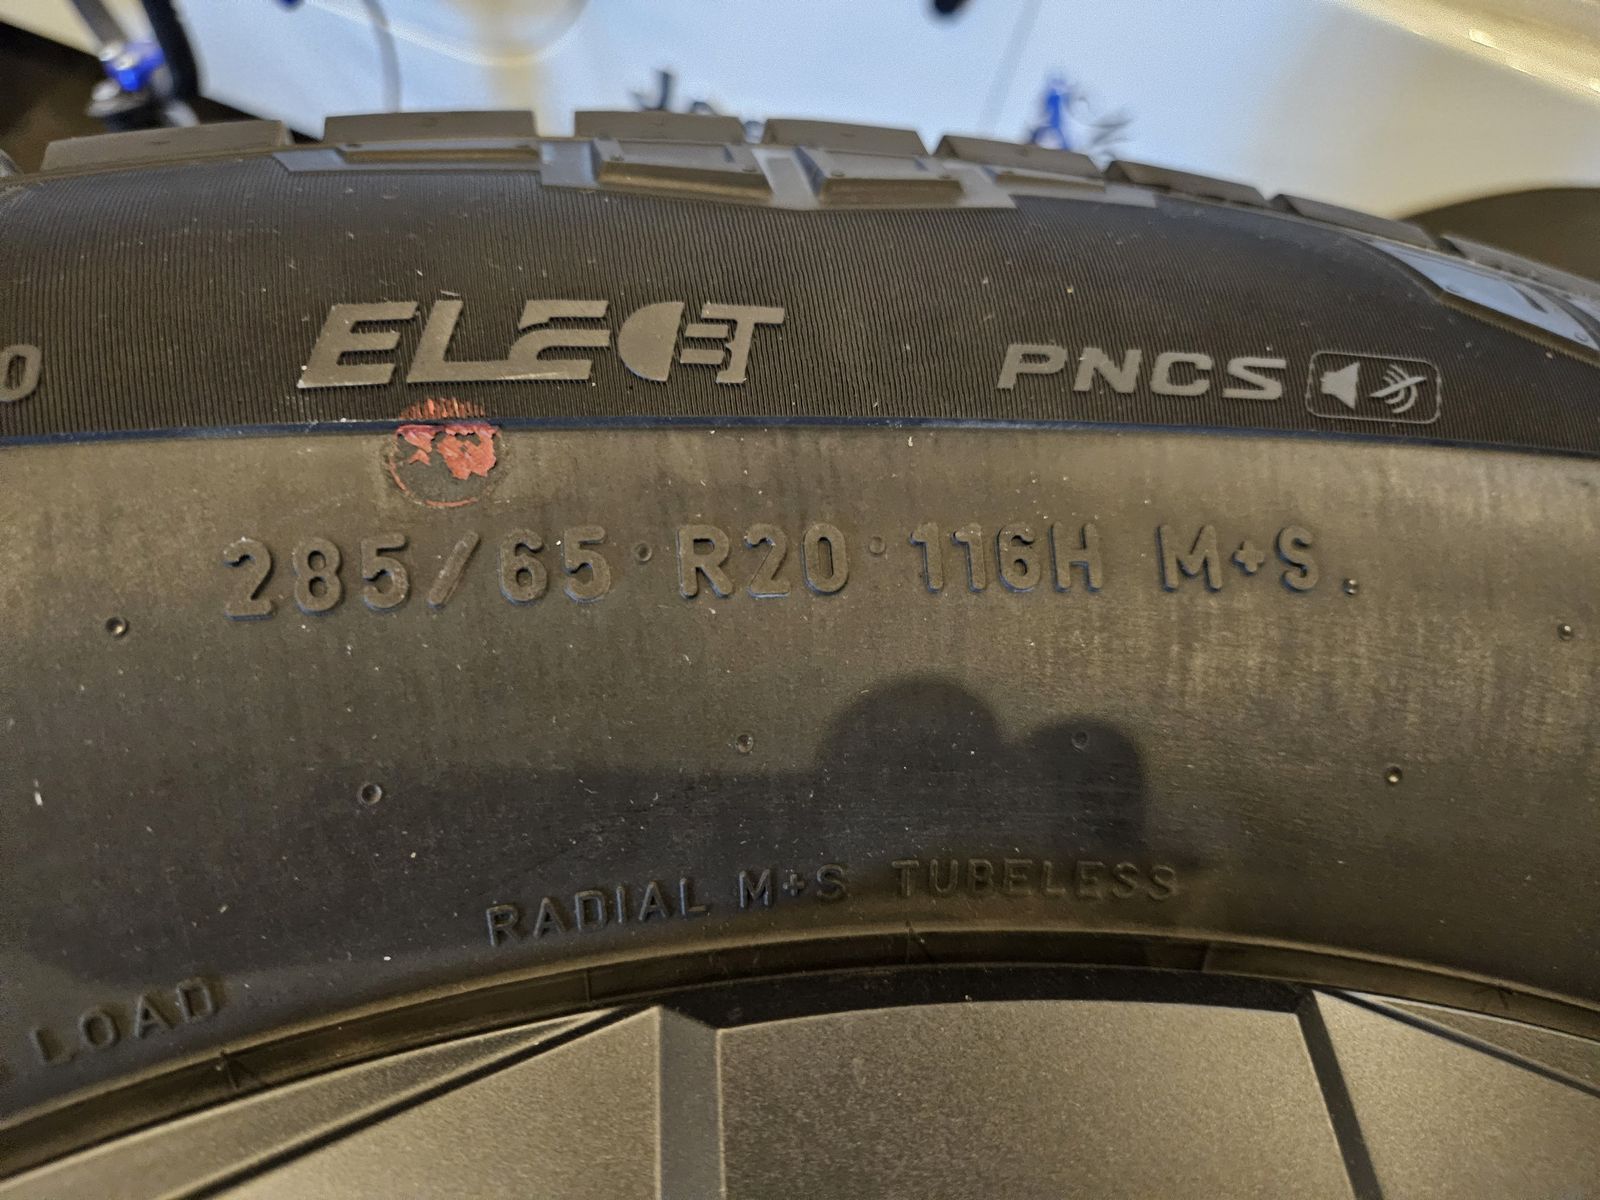 ELECT
PNCS
285/65 R20 116H M+S.
RADIAL M+S TUBELESS
LOAD